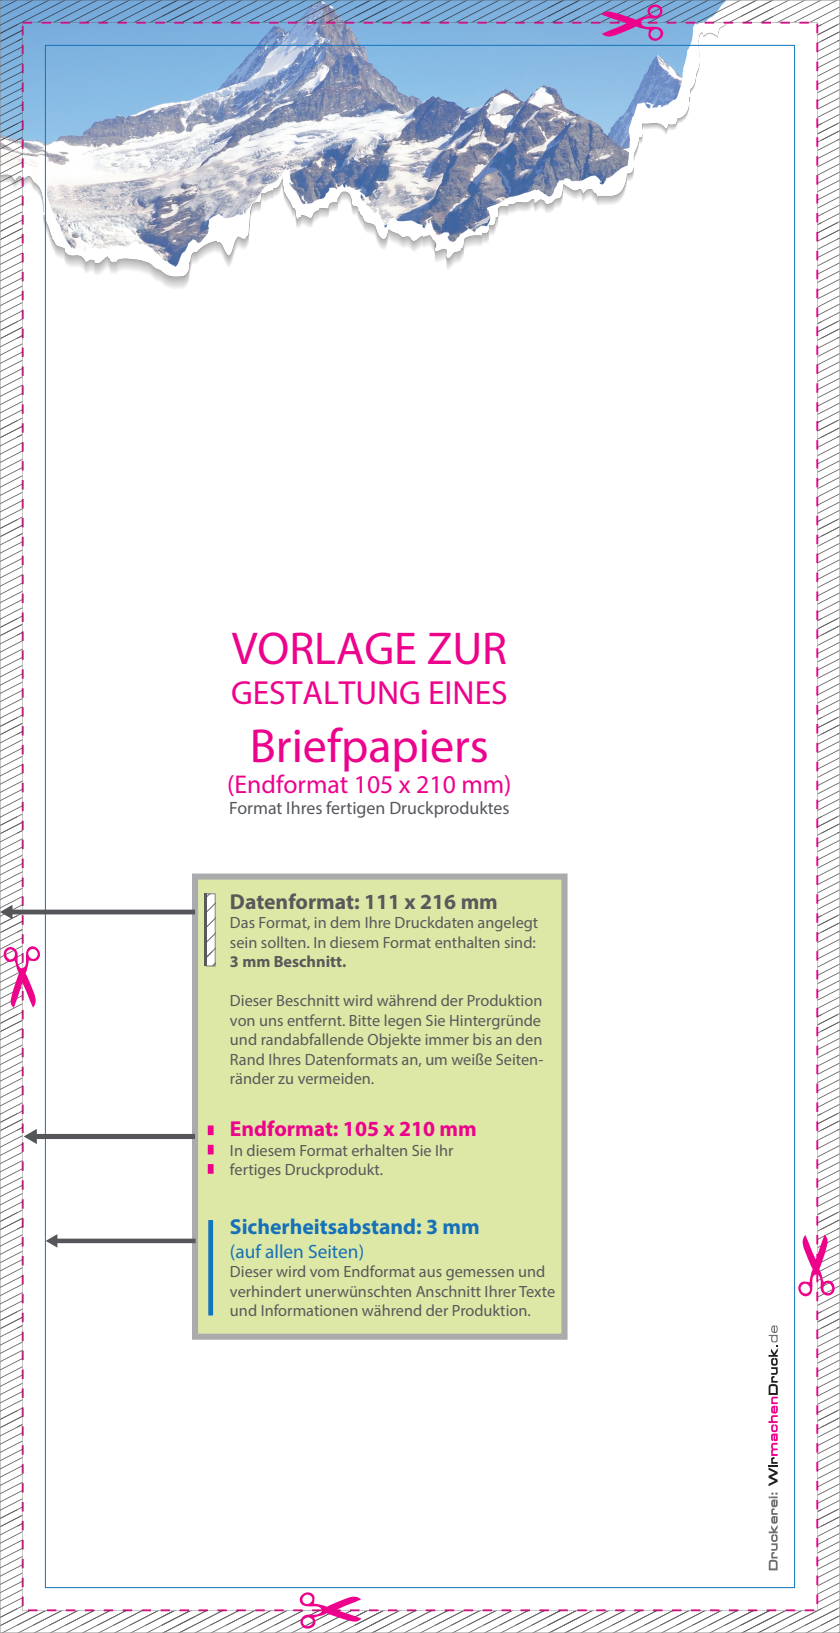 VORLAGE ZUR
GESTALTUNG EINES
Briefpapiers
(Endformat 105 x 210 mm)
Format Ihres fertigen Druckproduktes
Datenformat: 111 x 216 mm
Das Format, in dem Ihre Druckdaten angelegt
sein sollten. In diesem Format enthalten sind:
3 mm Beschnitt.
Dieser Beschnitt wird während der Produktion
von uns entfernt. Bitte legen Sie Hintergründe
und randabfallende Objekte immer bis an den
Rand Ihres Datenformats an, um weiße Seiten-
ränder zu vermeiden.
Endformat: 105 x 210 mm
In diesem Format erhalten Sie Ihr
fertiges Druckprodukt.
Sicherheitsabstand: 3 mm
(auf allen Seiten)
Dieser wird vom Endformat aus gemessen und
verhindert unerwünschten Anschnitt Ihrer Texte
und Informationen während der Produktion.
Druckerei: WirmachenDruck.de